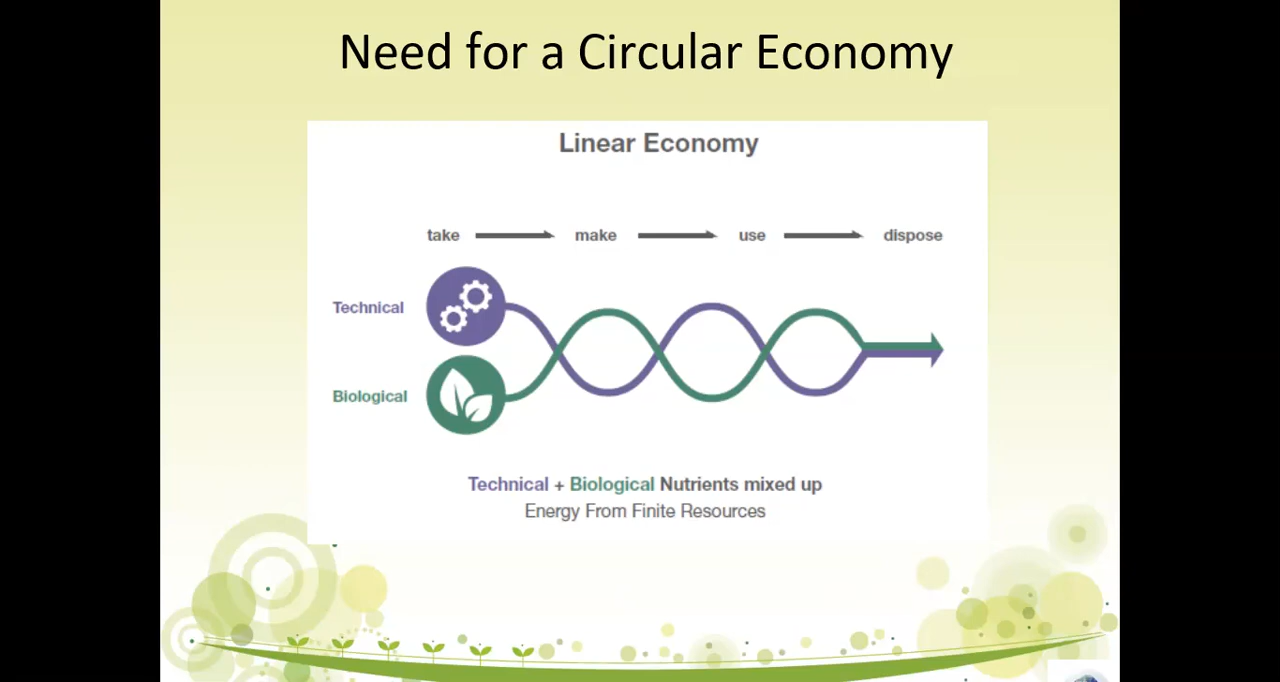 Need for a Circular Economy
Linear Economy
take make use dispose
Technical
Biological
Technical + Biological Nutrients mixed up
Energy From Finite Resources